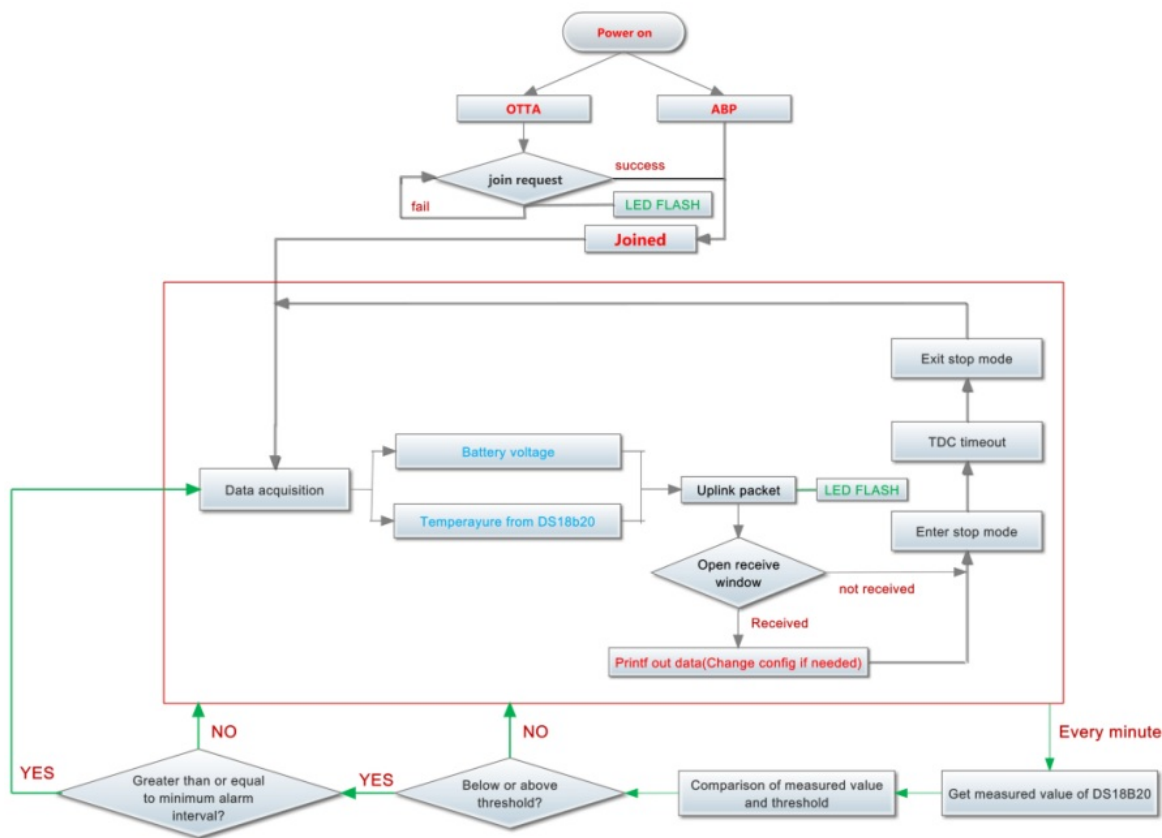 Power on
OTTA
ABP
join request
success
fail
LED FLASH
Joined
Exit stop mode
TDC timeout
Battery voltage
Data acquisition
Uplink packet
LED FLASH
Temperayure from DS18b20
Enter stop mode
Open receive
window
not received
Received
Printf out data(Change config if needed)
NO
NO
Every minute
YES
Greater than or equal
to minimum alarm
interval?
YES
Below or above
threshold?
Comparison of measured value
and threshold
Get measured value of DS18B20